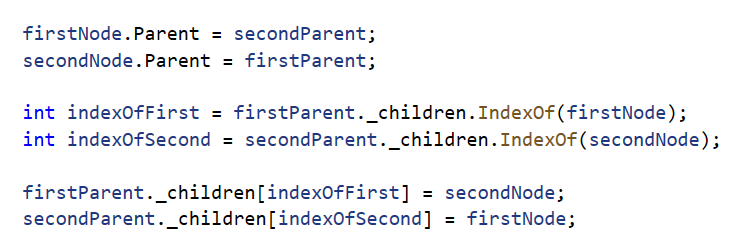 firstNode.Parent = secondParent;
secondNode.Parent = firstParent;
int indexOfFirst = firstParent._children.IndexOf(firstNode);
int indexOfSecond = secondParent._children.IndexOf(secondNode);
firstParent._children[indexOfFirst] = secondNode;
secondParent._children[indexOfSecond] = firstNode;